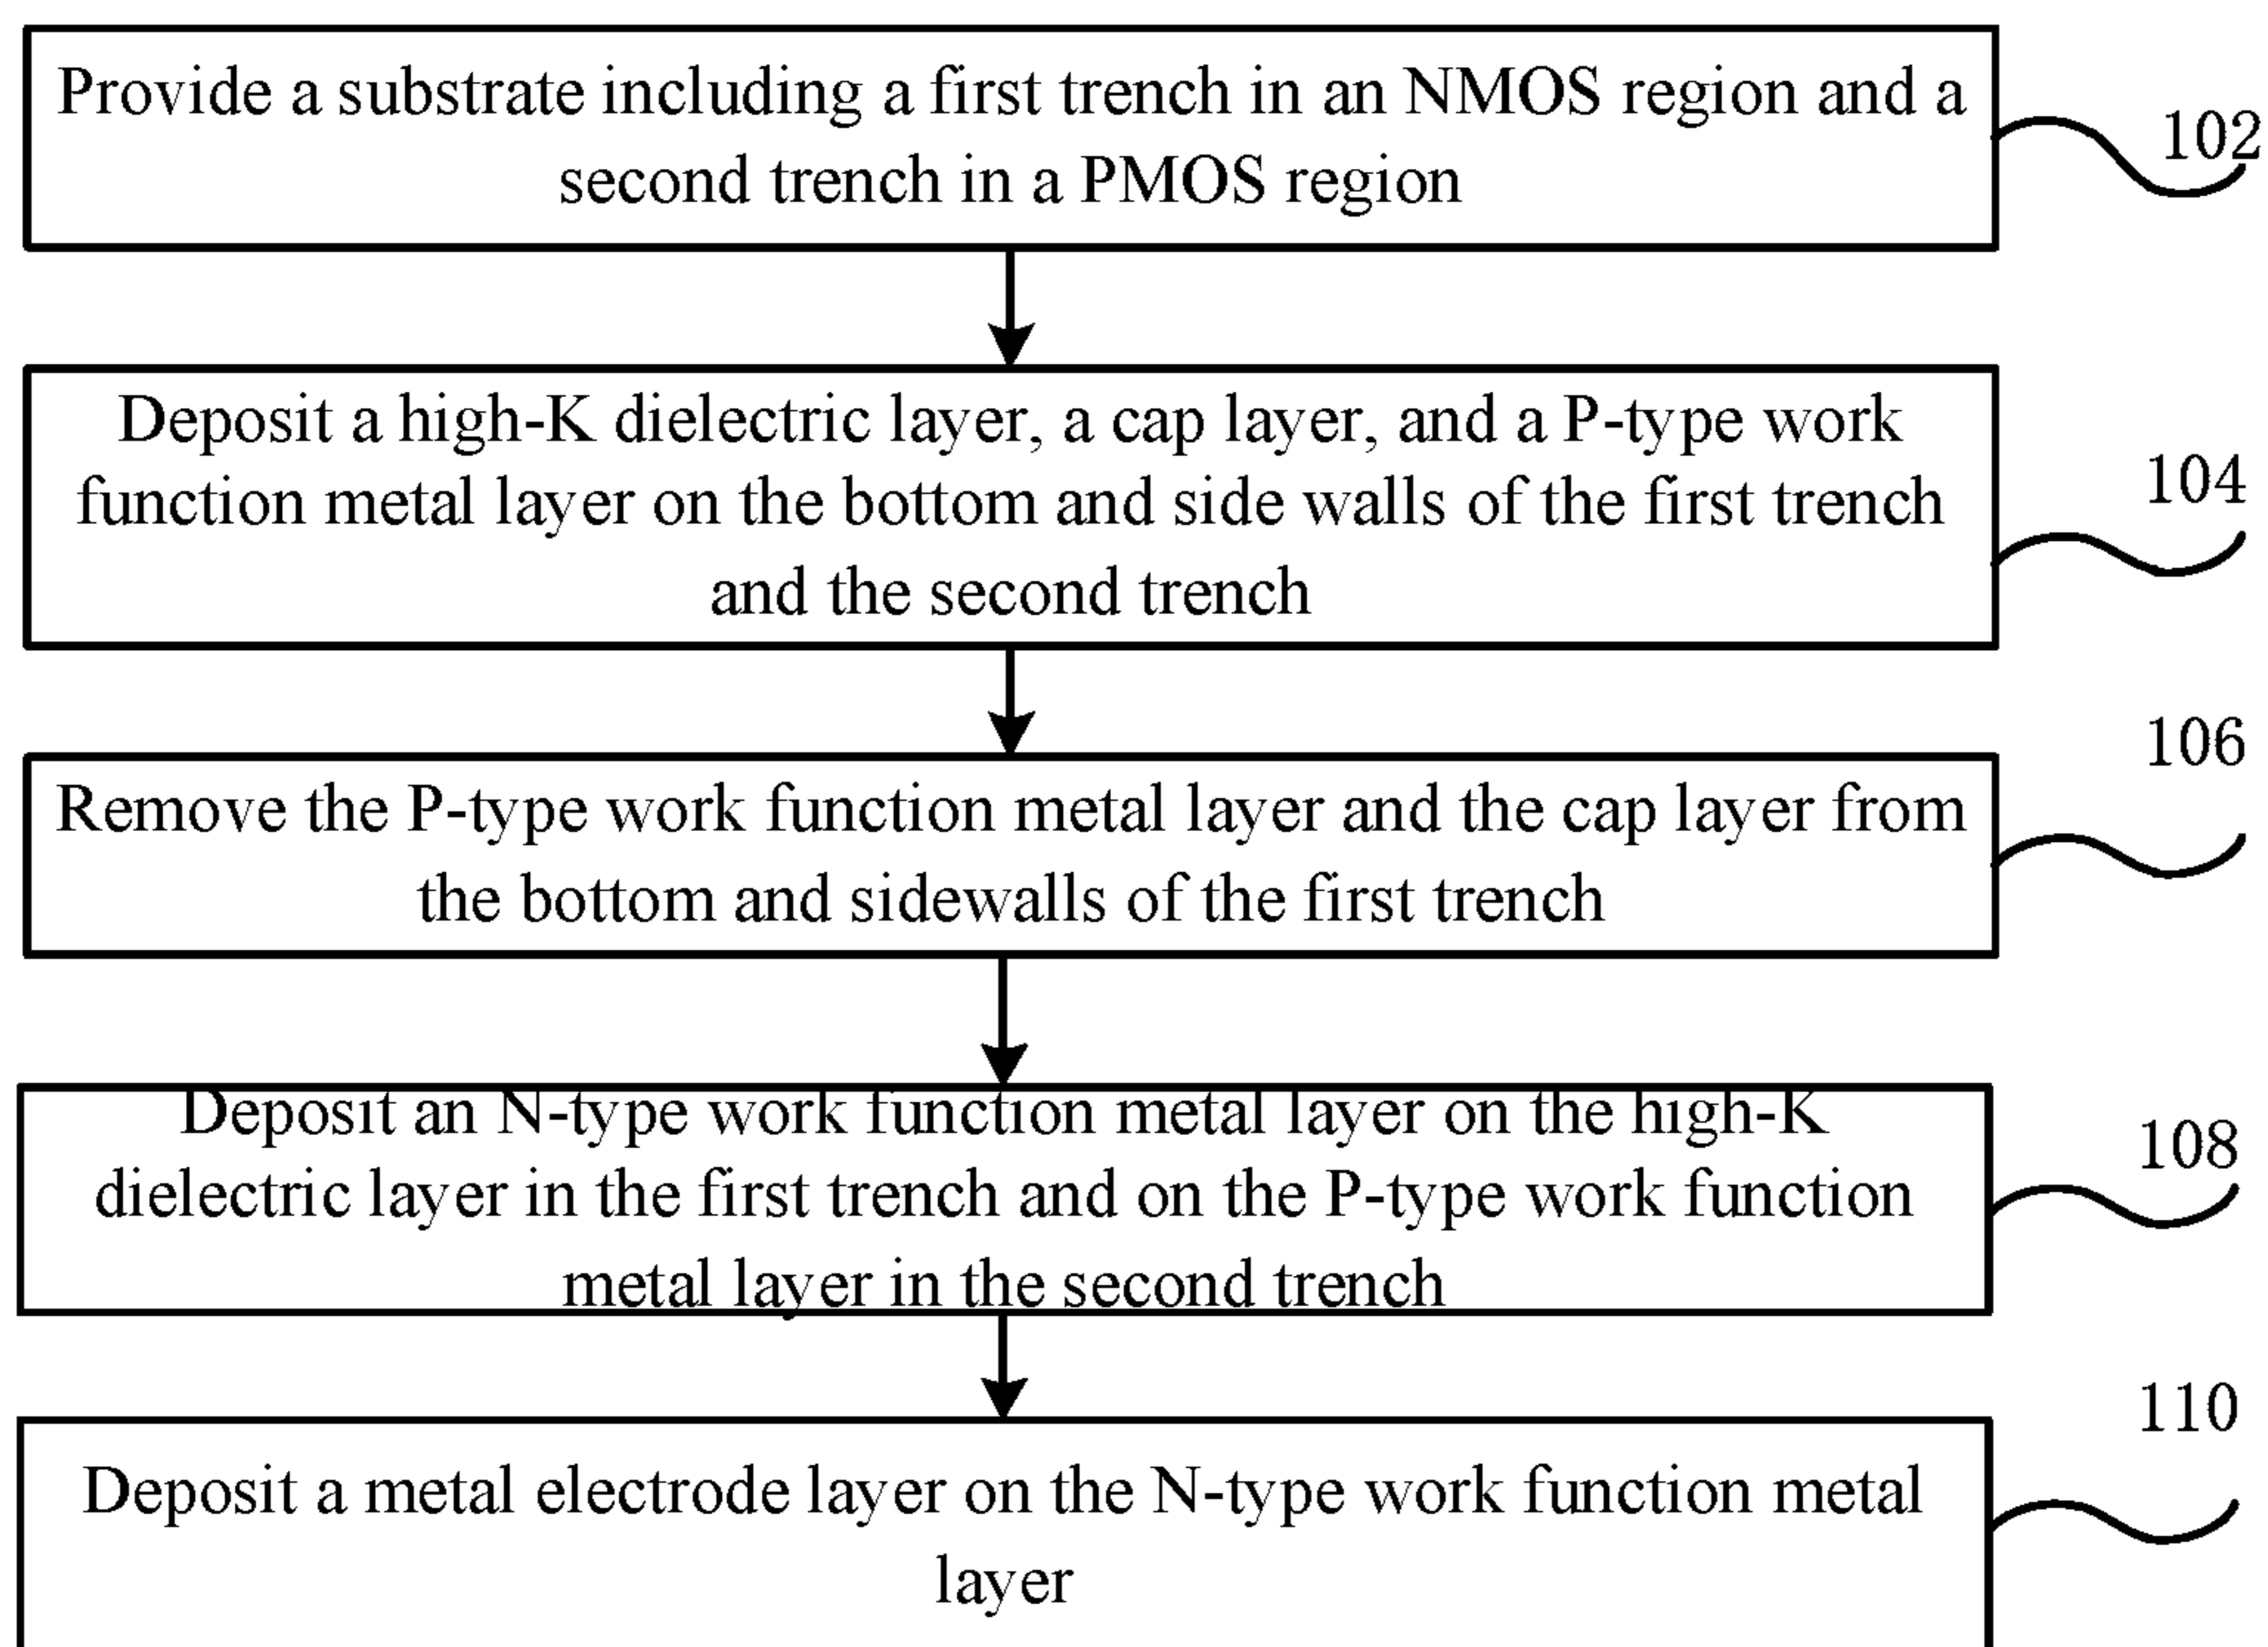 Provide a substrate including a first trench in an NMOS region and a
second trench in a PMOS region
102
Deposit a high-K dielectric layer, a cap layer, and a P-type work
function metal layer on the bottom and side walls of the first trench
and the second trench
104
Remove the P-type work function metal layer and the cap layer from
the bottom and sidewalls of the first trench
106
Deposit an N-type work function metal layer on the high-K
dielectric layer in the first trench and on the P-type work function
metal layer in the second trench
108
Deposit a metal electrode layer on the N-type work function metal
layer
110